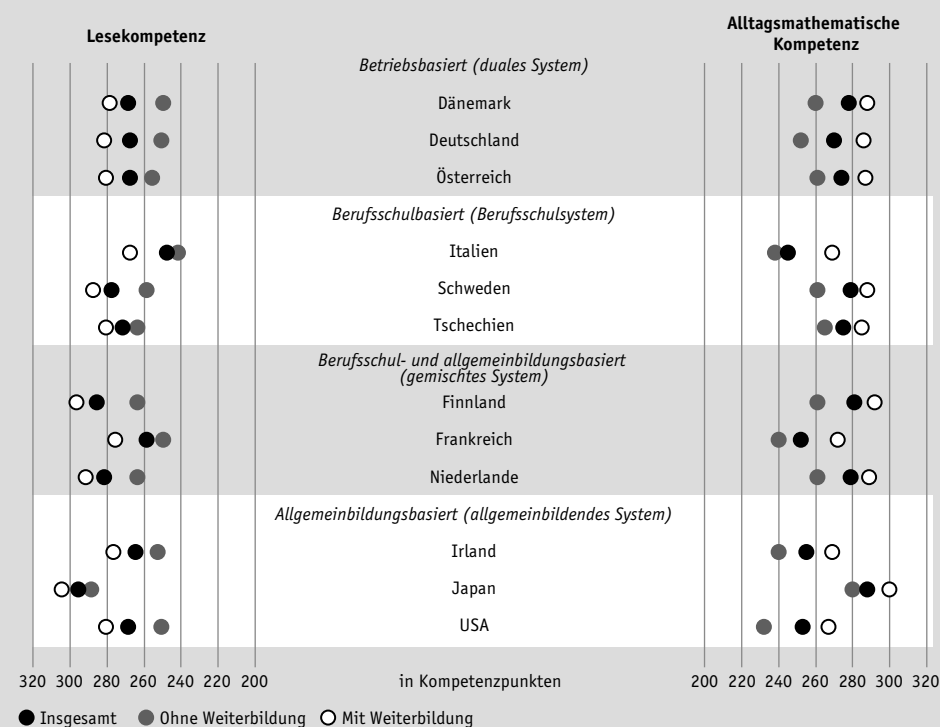 Lesekompetenz
Alltagsmathematische
Kompetenz
Betriebsbasiert (duales System)
Dänemark
Deutschland
Österreich
Berufsschulbasiert (Berufsschulsystem)
Italien
Schweden
Tschechien
Berufsschul- und allgemeinbildungsbasiert
(gemischtes System)
Finnland
Frankreich
Niederlande
Allgemeinbildungsbasiert (allgemeinbildendes System)
Irland
Japan
USA
320 300 280 260 240 220 200 in Kompetenzpunkten 200 220 240 260 280 300 320
Insgesamt Ohne Weiterbildung Mit Weiterbildung